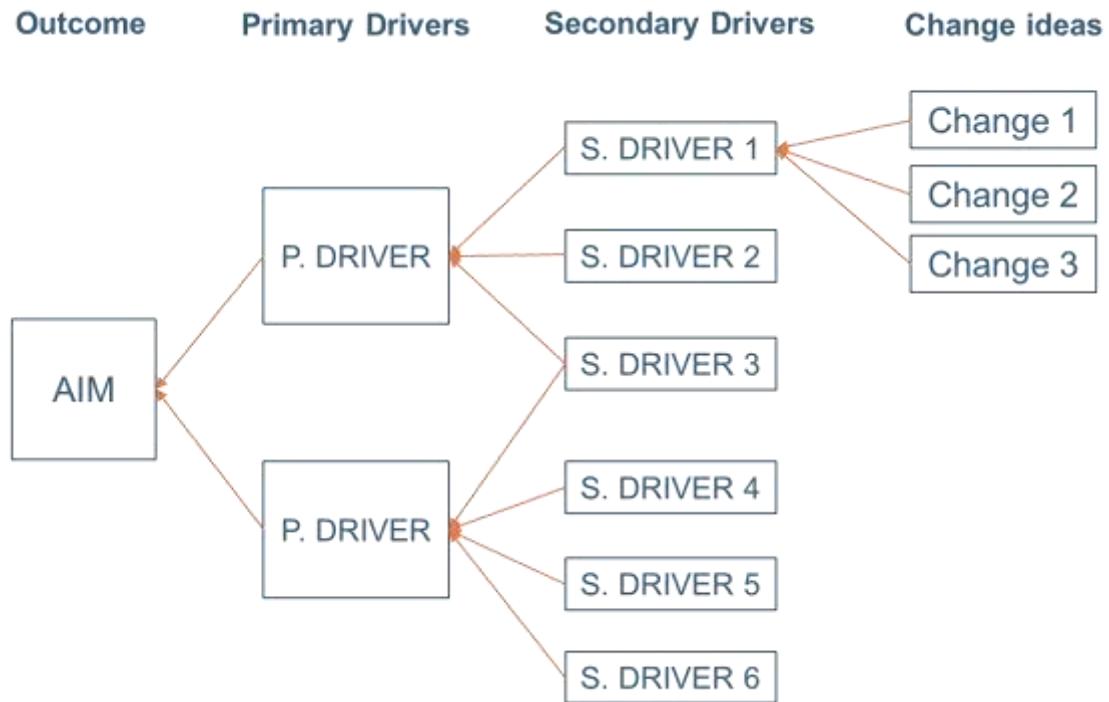 Outcome
Primary Drivers
Secondary Drivers
Change ideas
AIM
P. DRIVER
P. DRIVER
S. DRIVER 1
S. DRIVER 2
S. DRIVER 3
S. DRIVER 4
S. DRIVER 5
S. DRIVER 6
Change 1
Change 2
Change 3